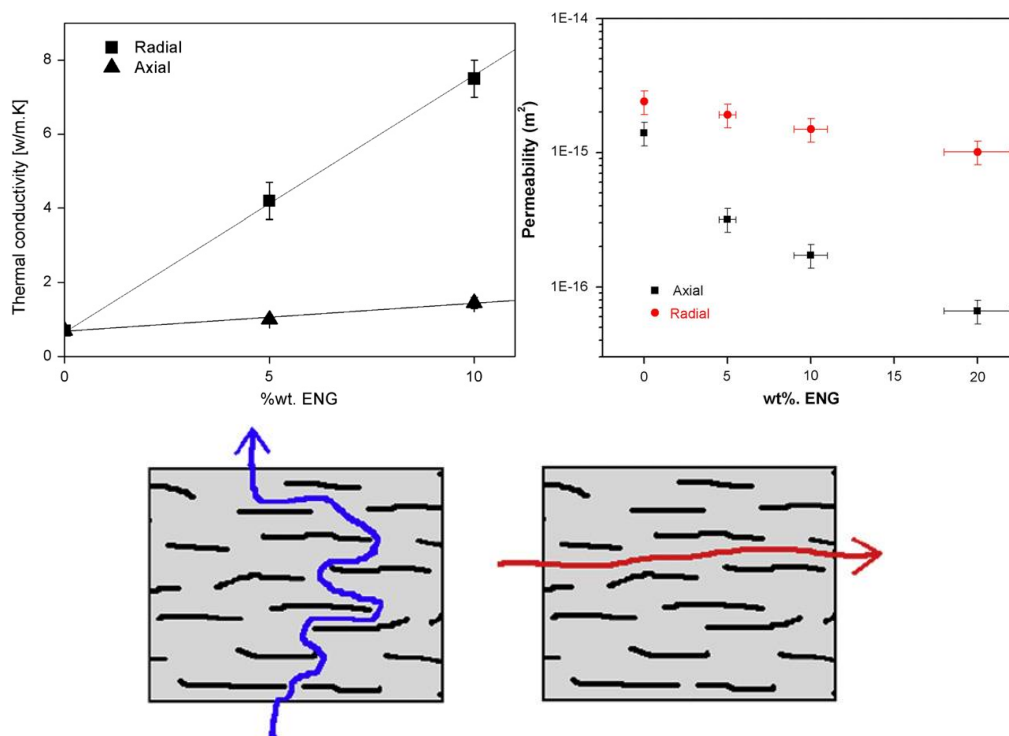 Radial
Axial
8
6
4
2
0
Thermal conductivity [w/m.K]
0
5
10
%wt. ENG
1E-14
1E-15
1E-16
Permeability (m²)
Axial
Radial
0
5
10
15
20
wt%. ENG